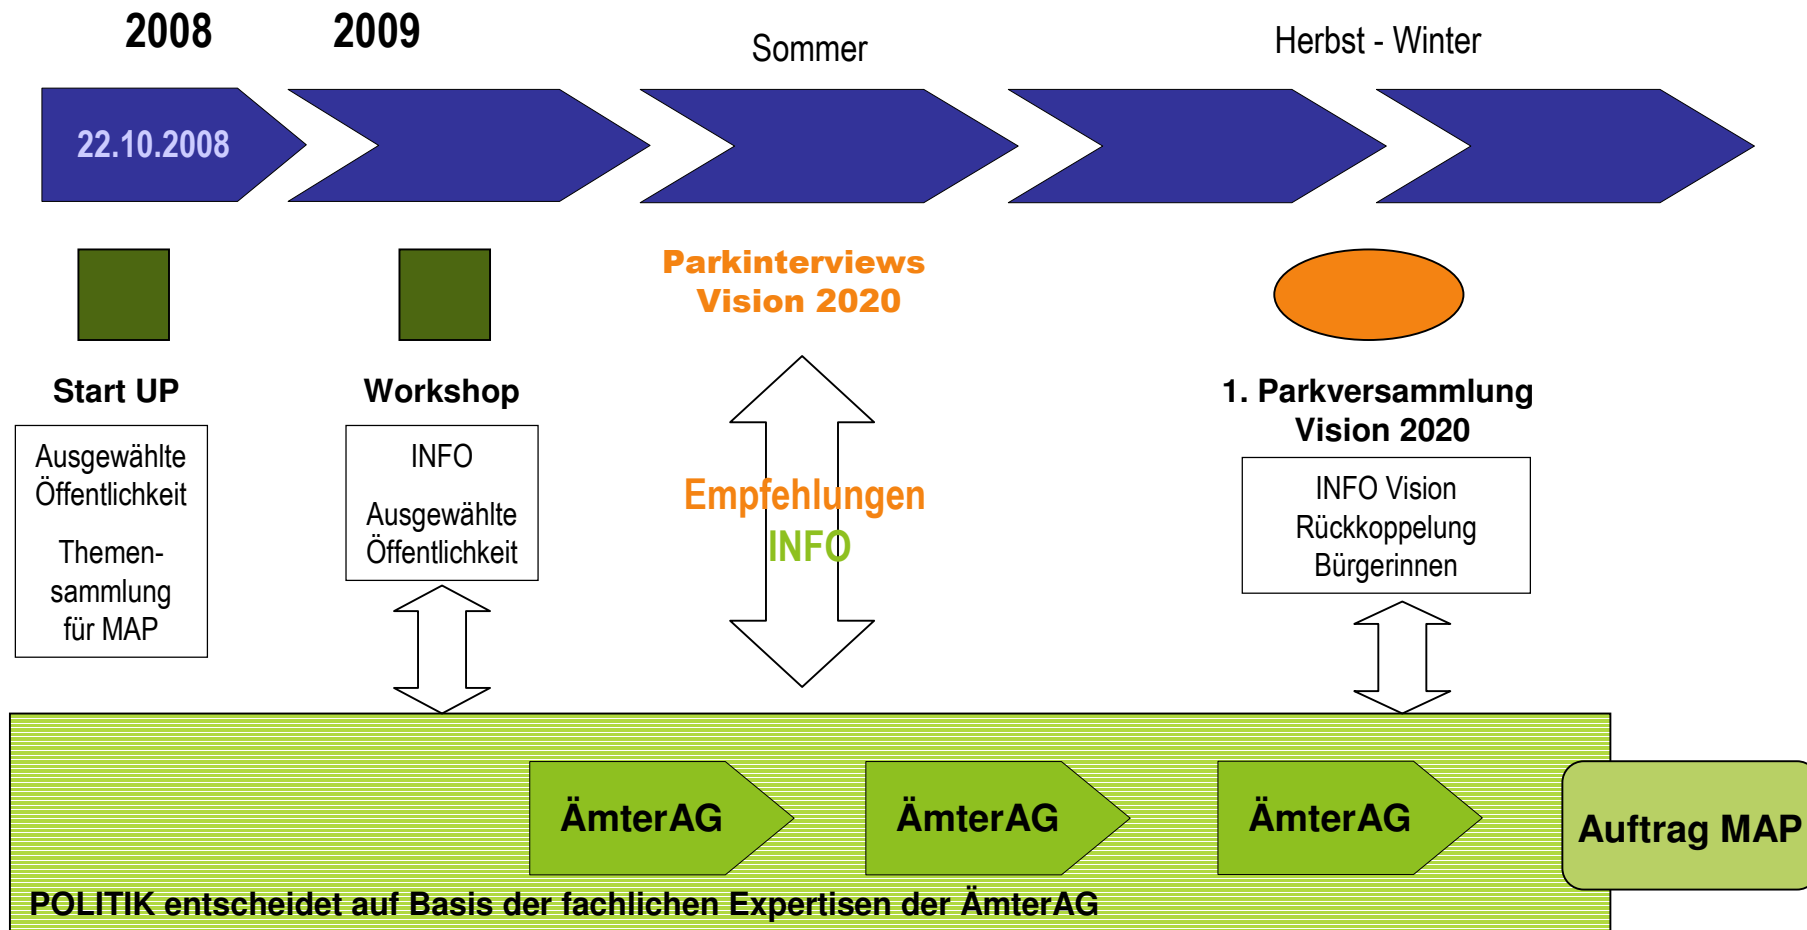 2008
2009
Sommer
Herbst - Winter
22.10.2008
Parkinterviews
Vision 2020
Start UP
Workshop
1. Parkversammlung
Vision 2020
Ausgewählte
Öffentlichkeit
Themen-
sammlung
für MAP
INFO
Ausgewählte
Öffentlichkeit
Empfehlungen
INFO
INFO Vision
Rückkoppelung
Bürgerinnen
ÄmterAG
ÄmterAG
ÄmterAG
Auftrag MAP
POLITIK entscheidet auf Basis der fachlichen Expertisen der ÄmterAG